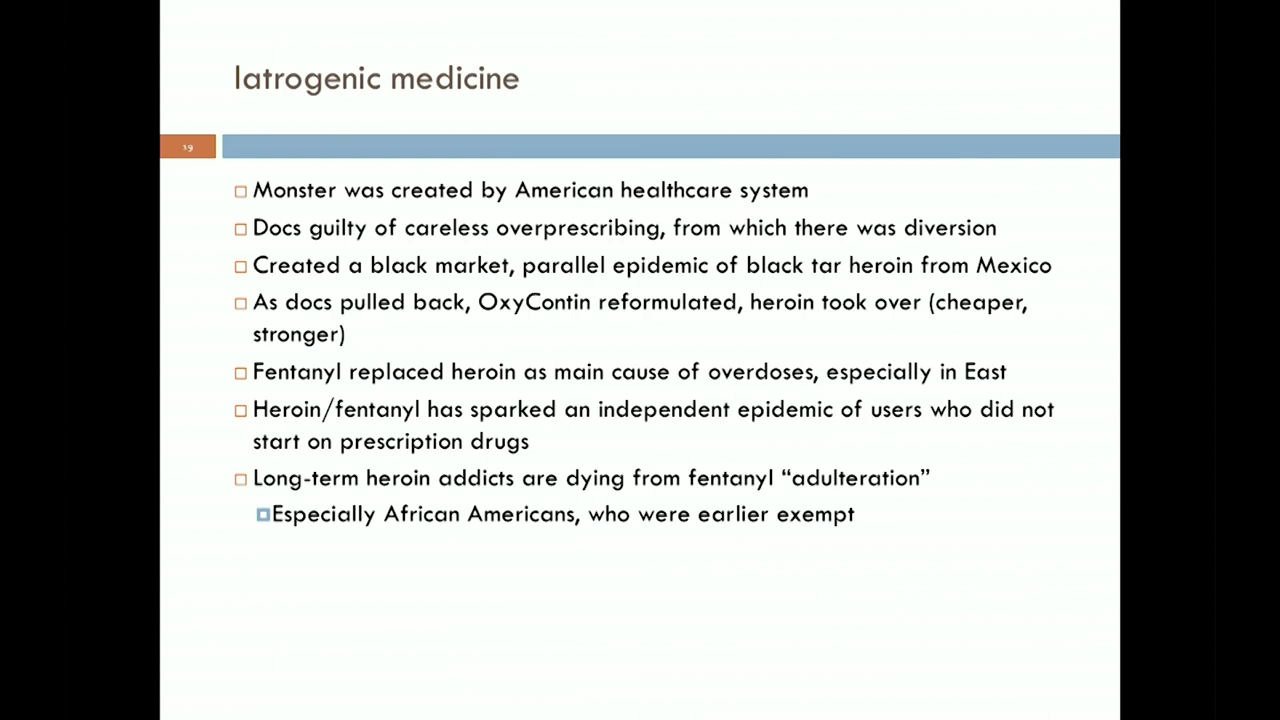 Iatrogenic medicine
19
Monster was created by American healthcare system
Docs guilty of careless overprescribing, from which there was diversion
Created a black market, parallel epidemic of black tar heroin from Mexico
As docs pulled back, OxyContin reformulated, heroin took over (cheaper,
stronger)
Fentanyl replaced heroin as main cause of overdoses, especially in East
Heroin/fentanyl has sparked an independent epidemic of users who did not
start on prescription drugs
Long-term heroin addicts are dying from fentanyl “adulteration”
Especially African Americans, who were earlier exempt